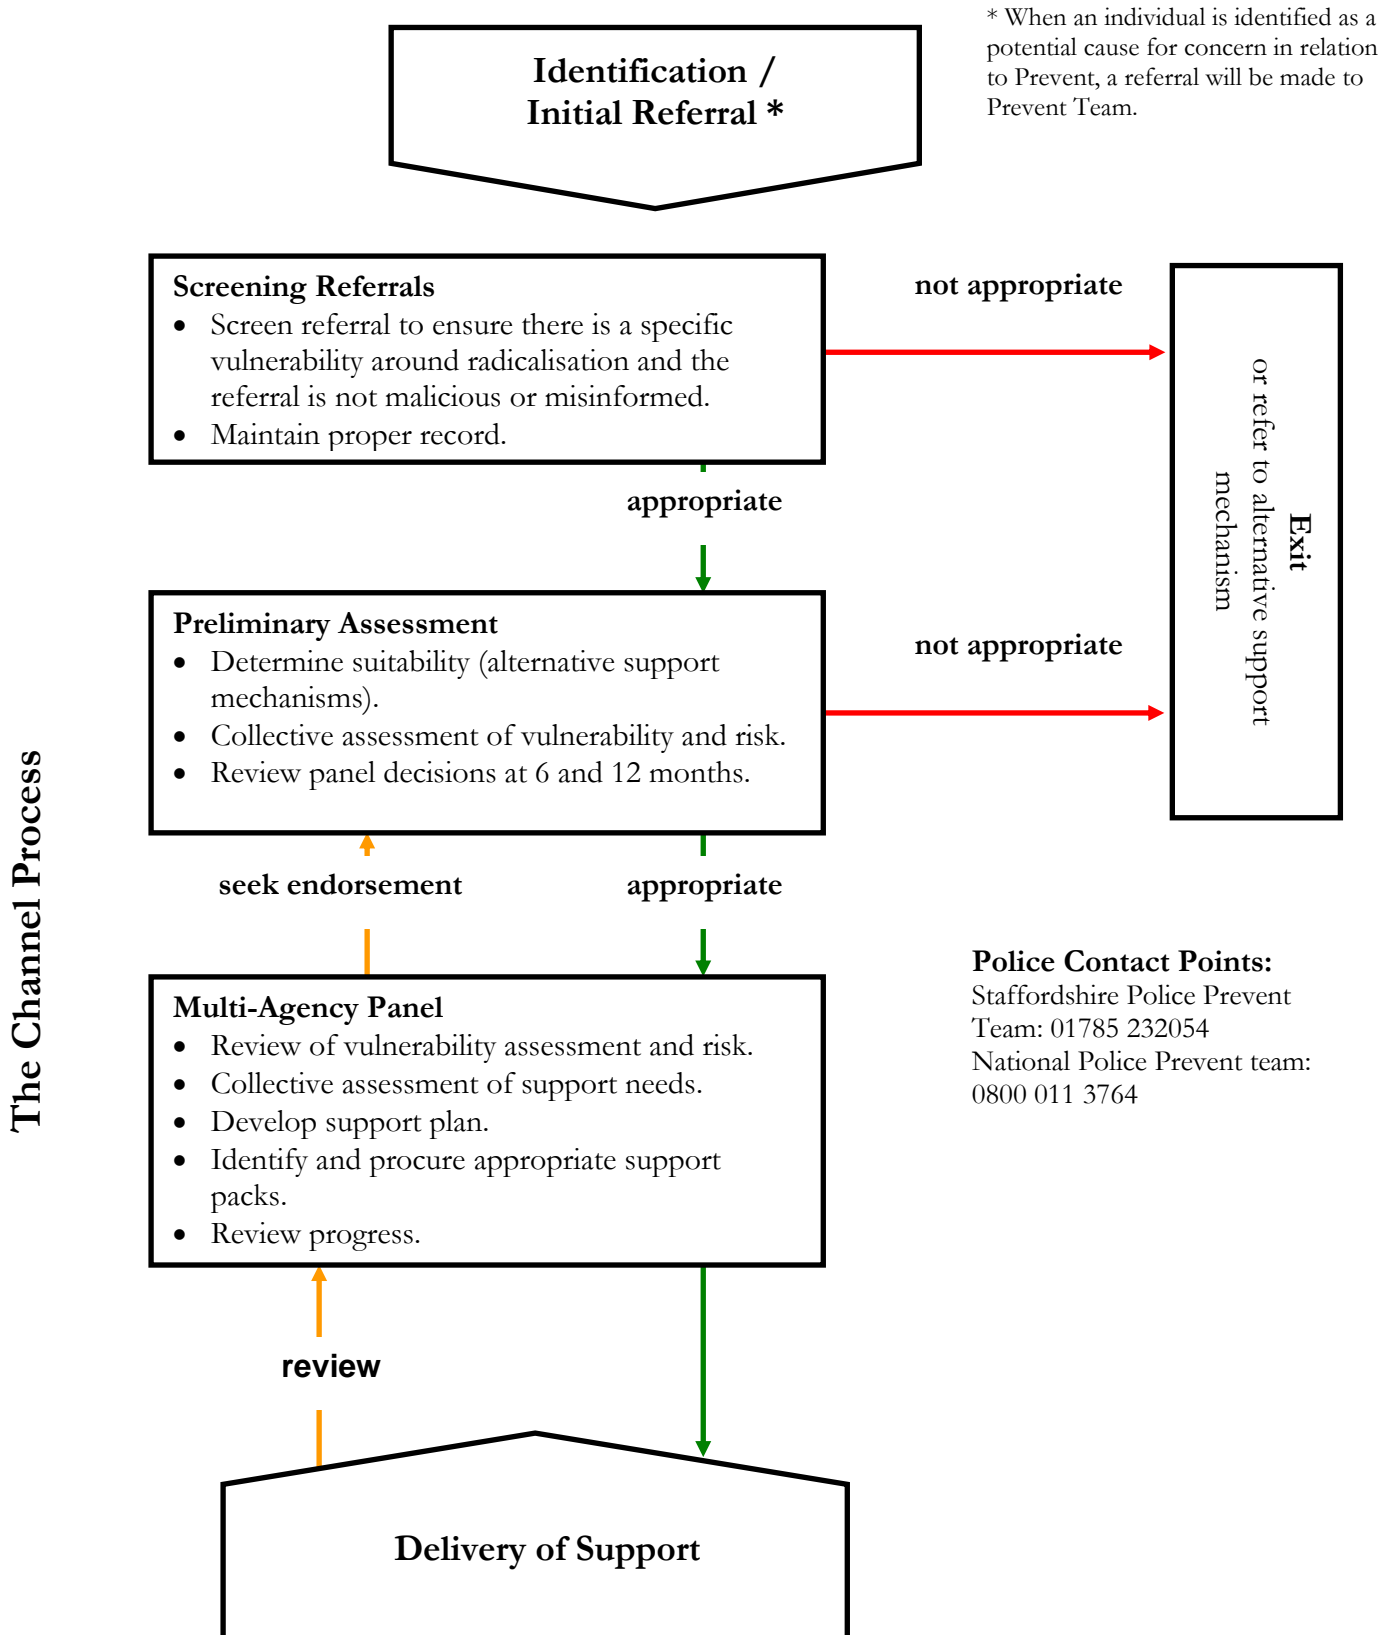 * When an individual is identified as a
potential cause for concern in relation
to Prevent, a referral will be made to
Prevent Team.
Identification /
Initial Referral *
Screening Referrals
• Screen referral to ensure there is a specific
vulnerability around radicalisation and the
referral is not malicious or misinformed.
• Maintain proper record.
not appropriate
Exit
or refer to alternative support
mechanism
appropriate
Preliminary Assessment
• Determine suitability (alternative support
mechanisms).
• Collective assessment of vulnerability and risk.
• Review panel decisions at 6 and 12 months.
not appropriate
The Channel Process
seek endorsement
appropriate
Multi-Agency Panel
• Review of vulnerability assessment and risk.
• Collective assessment of support needs.
• Develop support plan.
• Identify and procure appropriate support
packs.
• Review progress.
Police Contact Points:
Staffordshire Police Prevent
Team: 01785 232054
National Police Prevent team:
0800 011 3764
review
Delivery of Support